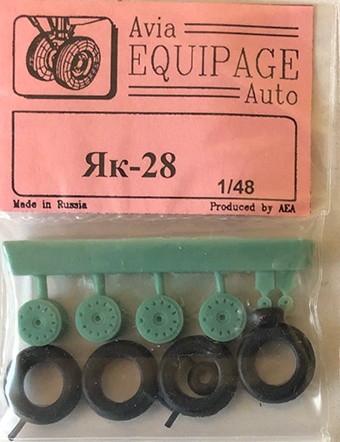 Avia
EQUIPAGE
Auto
Як-28
1/48
Made in Russia
Produced by AEA